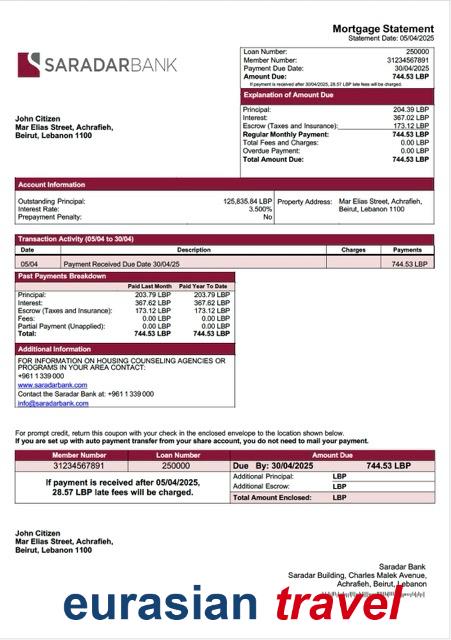 Mortgage Statement
Statement Date: 05/04/2025
SARADARBANK
Loan Number: 250000
Member Number: 31234567891
Payment Due Date: 30/04/2025
Amount Due: 744.53 LBP
If payment is received after 30/04/2025, 28.57 LBP late fees will be charged.
Explanation of Amount Due
Principal: 204.39 LBP
Interest: 367.02 LBP
Escrow (Taxes and Insurance): 173.12 LBP
Regular Monthly Payment: 744.53 LBP
Total Fees and Charges: 0.00 LBP
Overdue Payment: 0.00 LBP
Total Amount Due: 744.53 LBP
John Citizen
Mar Elias Street, Achrafieh,
Beirut, Lebanon 1100
Account Information
Outstanding Principal: 125,835.84 LBP
Interest Rate: 3.500%
Prepayment Penalty: No
Property Address: Mar Elias Street, Achrafieh,
Beirut, Lebanon 1100
Transaction Activity (05/04 to 30/04)
Date Description Charges Payments
05/04 Payment Received Due Date 30/04/25 744.53 LBP
Past Payments Breakdown
Paid Last Month Paid Year To Date
Principal: 203.79 LBP 203.79 LBP
Interest: 367.62 LBP 367.62 LBP
Escrow (Taxes and Insurance): 173.12 LBP 173.12 LBP
Fees: 0.00 LBP 0.00 LBP
Partial Payment (Unapplied): 0.00 LBP 0.00 LBP
Total: 744.53 LBP 744.53 LBP
Additional Information
FOR INFORMATION ON HOUSING COUNSELING AGENCIES OR
PROGRAMS IN YOUR AREA CONTACT:
+961 1 339 000
www.saradarbank.com
Contact the Saradar Bank at: +961 1 339 000
info@saradarbank.com
For prompt credit, return this coupon with your check in the enclosed envelope to the location shown below.
If you are set up with auto payment transfer from your share account, you do not need to mail your payment.
Member Number Loan Number Amount Due
31234567891 250000 Due By: 30/04/2025 744.53 LBP
If payment is received after 05/04/2025,
28.57 LBP late fees will be charged.
Additional Principal: LBP
Additional Escrow: LBP
Total Amount Enclosed: LBP
John Citizen
Mar Elias Street, Achrafieh,
Beirut, Lebanon 1100
Saradar Bank
Saradar Building, Charles Malek Avenue,
Achrafieh, Beirut, Lebanon
eurasian travel